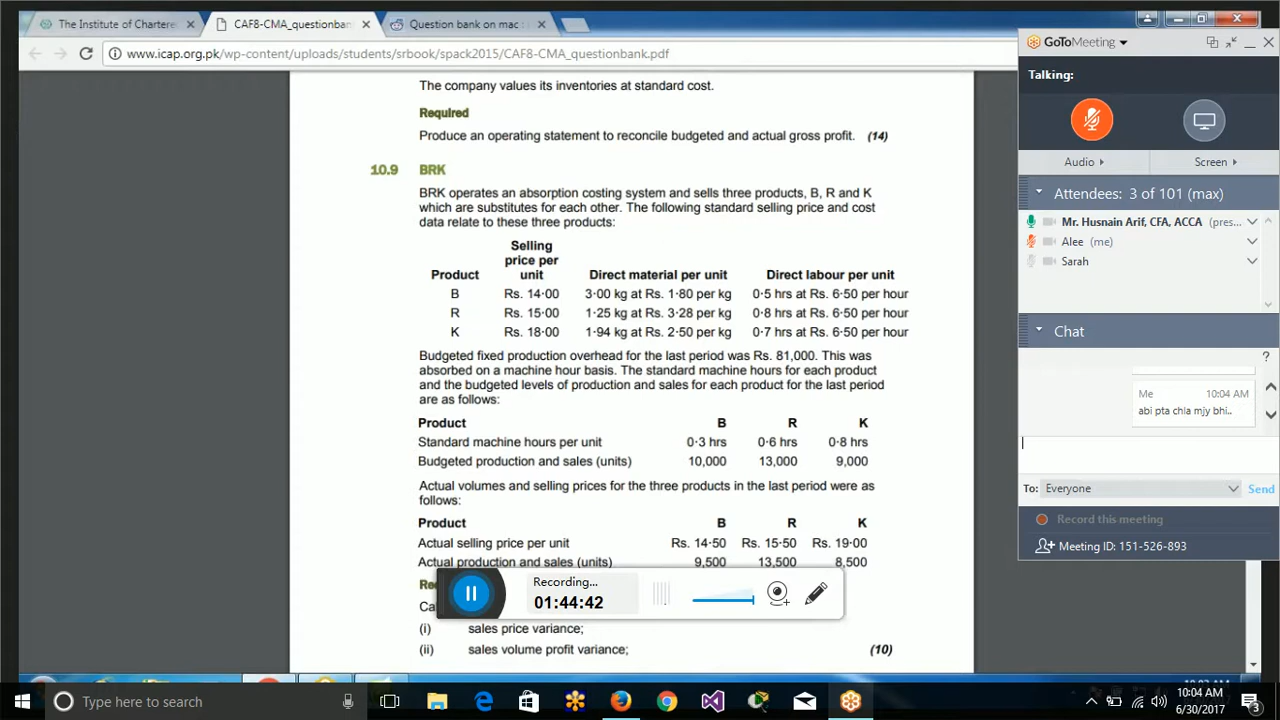 The Institute of Charter
CAF8-CMA_questionban
Question bank on mac
www.icap.org.pk/wp-content/uploads/students/srbook/spack2015/CAF8-CMA_questionbank.pdf
The company values its inventories at standard cost.
Required
Produce an operating statement to reconcile budgeted and actual gross profit. (14)
10.9 BRK
BRK operates an absorption costing system and sells three products, B, R and K
which are substitutes for each other. The following standard selling price and cost
data relate to these three products:
Selling
price per
Product unit Direct material per unit Direct labour per unit
B Rs. 14·00 3·00 kg at Rs. 1·80 per kg 0·5 hrs at Rs. 6·50 per hour
R Rs. 15·00 1·25 kg at Rs. 3·28 per kg 0·8 hrs at Rs. 6·50 per hour
K Rs. 18·00 1·94 kg at Rs. 2·50 per kg 0·7 hrs at Rs. 6·50 per hour
Budgeted fixed production overhead for the last period was Rs. 81,000. This was
absorbed on a machine hour basis. The standard machine hours for each product
and the budgeted levels of production and sales for each product for the last period
are as follows:
Product B R K
Standard machine hours per unit 0·3 hrs 0·6 hrs 0·8 hrs
Budgeted production and sales (units) 10,000 13,000 9,000
Actual volumes and selling prices for the three products in the last period were as
follows:
Product B R K
Actual selling price per unit Rs. 14·50 Rs. 15·50 Rs. 19·00
Actual production and sales (units) 9,500 13,500 8,500
Re
Ca
(i) sales price variance;
(ii) sales volume profit variance; (10)
Recording...
01:44:42
GoToMeeting
Talking:
Audio
Screen
Attendees: 3 of 101 (max)
Mr. Husnain Arif, CFA, ACCA (pres...
Alee (me)
Sarah
Chat
?
Me 10:04 AM
abi pta chla mjy bhi..
To: Everyone
Send
Record this meeting
Meeting ID: 151-526-893
Type here to search
10:04 AM
6/30/2017
3